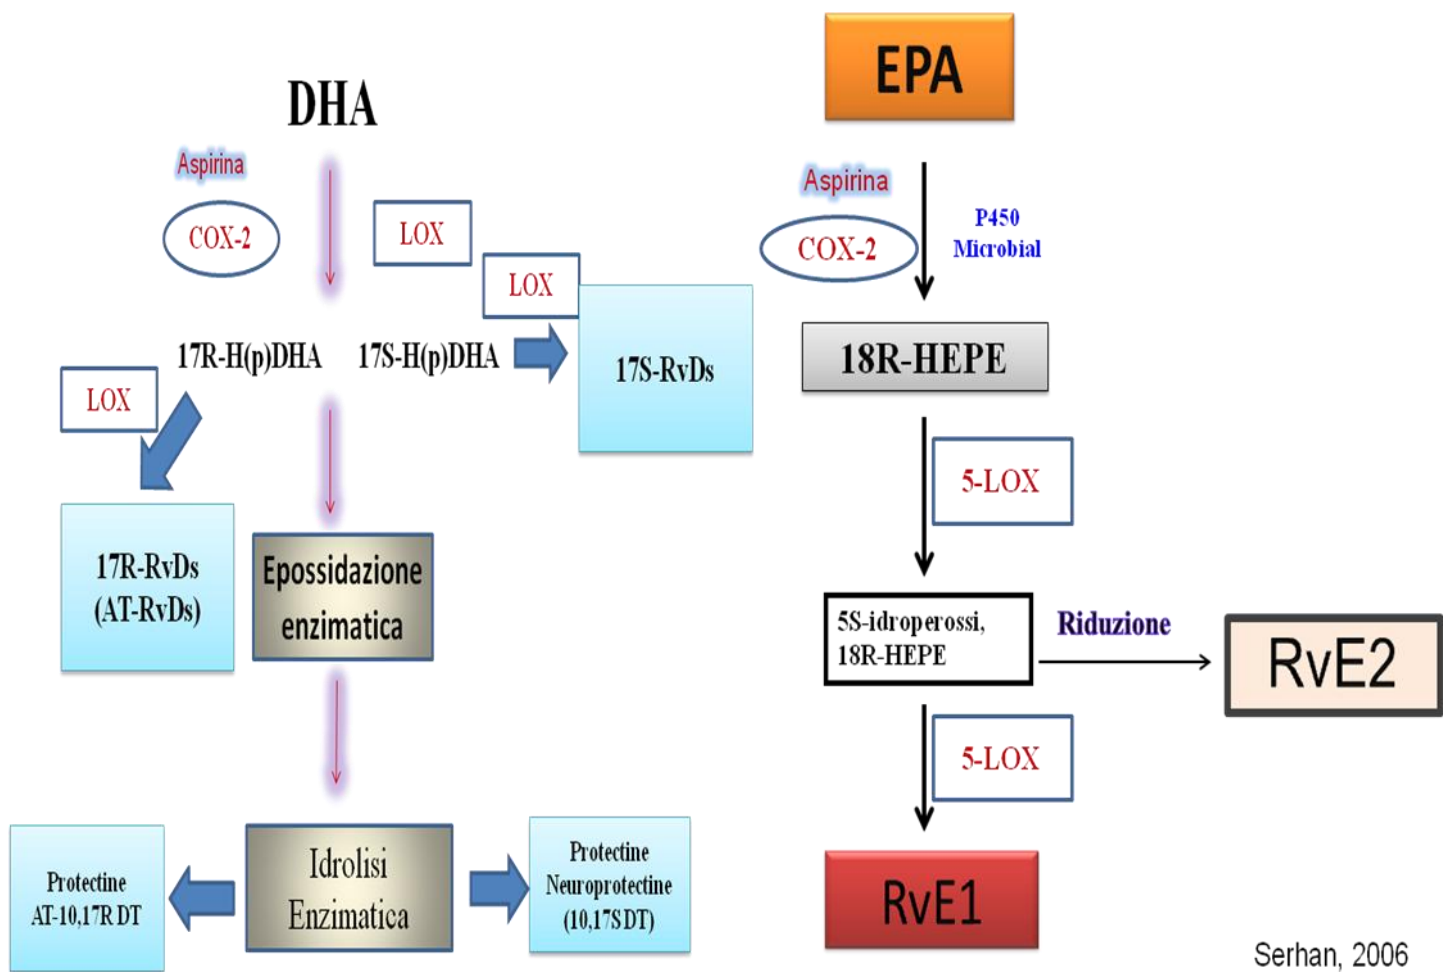 DHA
Aspirina
COX-2
LOX
LOX
17R-H(p)DHA
17S-H(p)DHA
17S-RvDs
LOX
17R-RvDs
(AT-RvDs)
Epossidazione
enzimatica
Idrolisi
Enzimatica
Protectine
AT-10,17R DT
Protectine
Neuroprotectine
(10,17S DT)
EPA
Aspirina
COX-2
P450
Microbial
18R-HEPE
5-LOX
5S-idroperossi,
18R-HEPE
Riduzione
RvE2
5-LOX
RvE1
Serhan, 2006